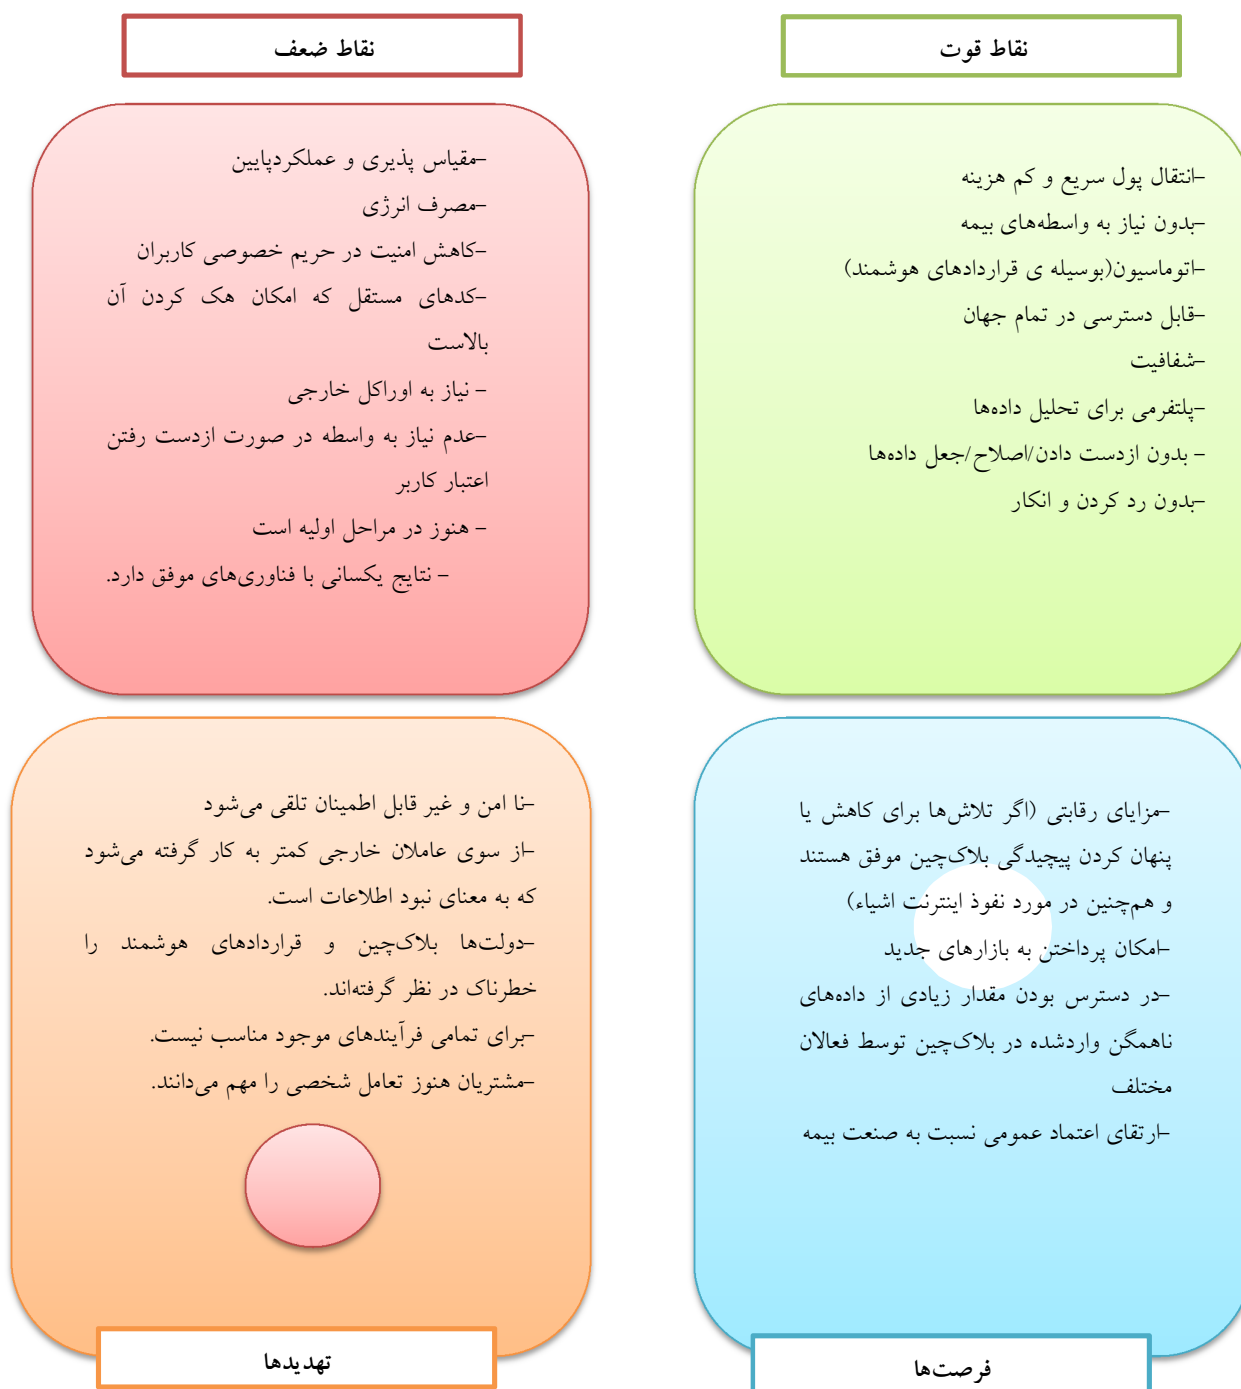 نقاط قوت
-انتقال پول سریع و کم هزینه
-بدون نیاز به واسطه‌های بیمه
-اتوماسیون(بوسیله ی قراردادهای هوشمند)
-قابل دسترسی در تمام جهان
-شفافیت
-پلتفرمی برای تحلیل داده‌ها
- بدون ازدست دادن/اصلاح/جعل داده‌ها
-بدون رد کردن و انکار
نقاط ضعف
-مقیاس پذیری و عملکردپایین
-مصرف انرژی
-کاهش امنیت در حریم خصوصی کاربران
-کدهای مستقل که امکان هک کردن آن
بالاست
- نیاز به اوراکل خارجی
-عدم نیاز به واسطه در صورت ازدست رفتن
اعتبار کاربر
- هنوز در مراحل اولیه است
- نتایج یکسانی با فناوری‌های موفق دارد.
-مزایای رقابتی (اگر تلاش‌ها برای کاهش یا
پنهان کردن پیچیدگی بلاک‌چین موفق هستند
و هم‌چنین در مورد نفوذ اینترنت اشیاء)
-امکان پرداختن به بازارهای جدید
-در دسترس بودن مقدار زیادی از داده‌های
ناهمگن واردشده در بلاک‌چین توسط فعالان
مختلف
-ارتقای اعتماد عمومی نسبت به صنعت بیمه
فرصت‌ها
-نا امن و غیر قابل اطمینان تلقی می‌شود
-از سوی عاملان خارجی کمتر به کار گرفته می‌شود
که به معنای نبود اطلاعات است.
-دولت‌ها بلاک‌چین و قراردادهای هوشمند را
خطرناک در نظر گرفته‌اند.
-برای تمامی فرآیندهای موجود مناسب نیست.
-مشتریان هنوز تعامل شخصی را مهم می‌دانند.
تهدیدها